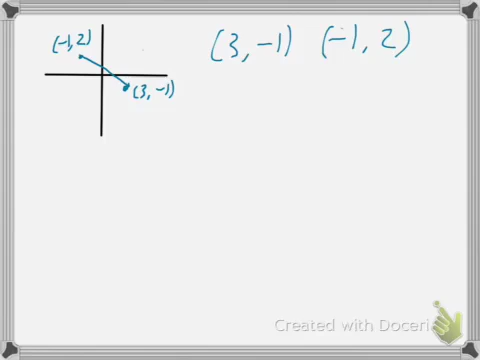 (3, -1) (-1, 2)
(-1, 2)
(3, -1)
Created with Doceri